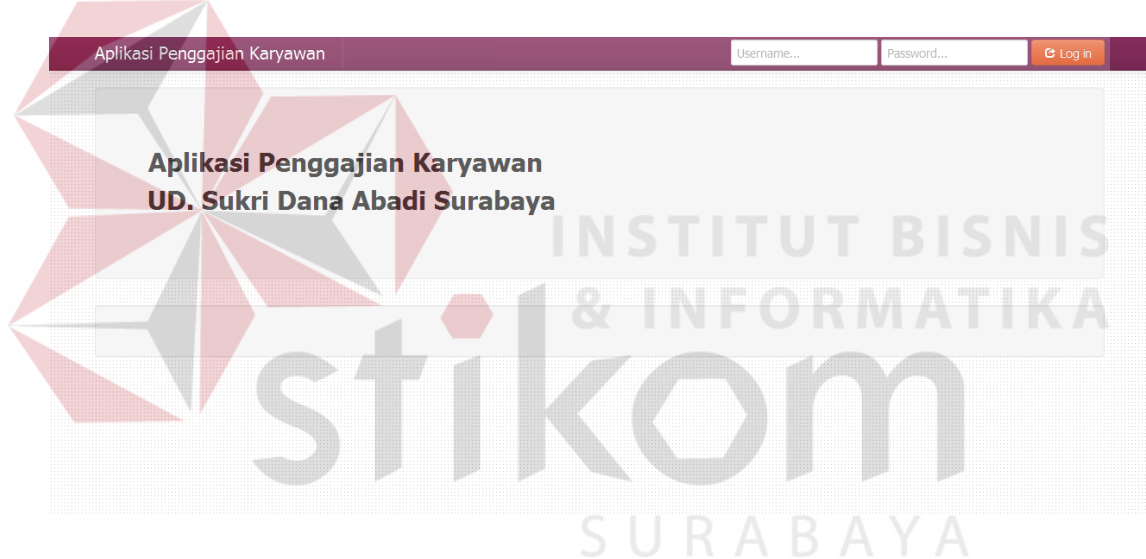 Aplikasi Penggajian Karyawan
Username...
Password...
Log in
Aplikasi Penggajian Karyawan
UD. Sukri Dana Abadi Surabaya
INSTITUT BISNIS
& INFORMATIKA
stikom
SURABAYA